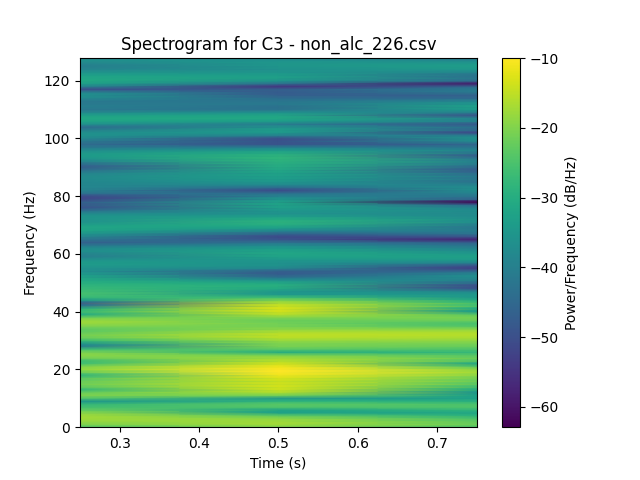 Spectrogram for C3 - non_alc_226.csv
Frequency (Hz)
120
100
80
60
40
20
0
0.3 0.4 0.5 0.6 0.7
Time (s)
−10
−20
−30
−40
−50
−60
Power/Frequency (dB/Hz)